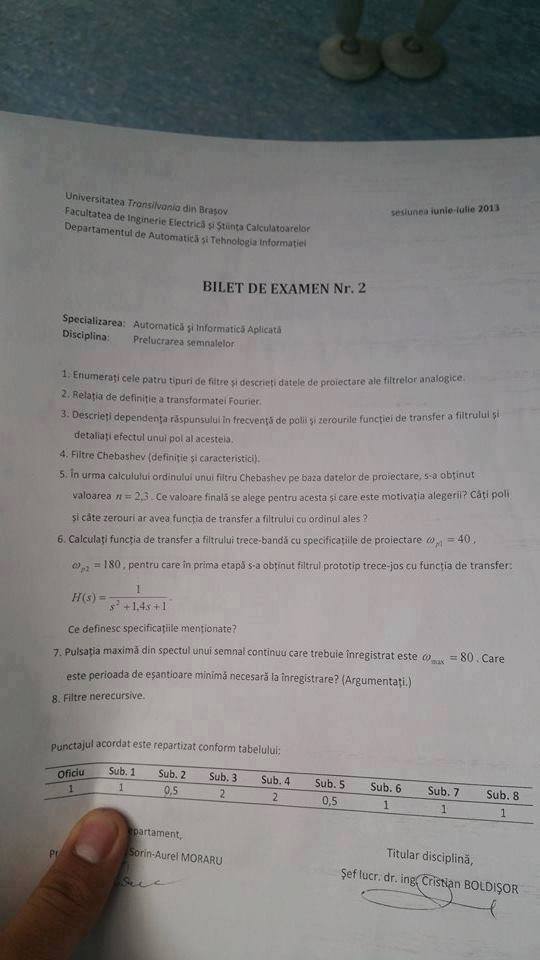 Universitatea Transilvania din Brașov
Facultatea de Inginerie Electrică și Știința Calculatoarelor
Departamentul de Automatică și Tehnologia Informației
sesiunea iunie-iulie 2013
BILET DE EXAMEN Nr. 2
Specializarea: Automatică și Informatică Aplicată
Disciplina: Prelucrarea semnalelor
1. Enumerați cele patru tipuri de filtre și descrieți datele de proiectare ale filtrelor analogice.
2. Relația de definiție a transformatei Fourier.
3. Descrieți dependența răspunsului în frecvență de polii și zerourile funcției de transfer a filtrului și
detaliați efectul unui pol al acesteia.
4. Filtre Chebashev (definiție și caracteristici).
5. În urma calculului ordinului unui filtru Chebashev pe baza datelor de proiectare, s-a obținut
valoarea n = 2,3. Ce valoare finală se alege pentru acesta și care este motivația alegerii? Câți poli
și câte zerouri ar avea funcția de transfer a filtrului cu ordinul ales ?
6. Calculați funcția de transfer a filtrului trece-bandă cu specificațiile de proiectare ω_p1 = 40 ,
ω_p2 = 180 , pentru care în prima etapă s-a obținut filtrul prototip trece-jos cu funcția de transfer:
H(s) = 1 / (s² + 1,4s + 1) .
Ce definesc specificațiile menționate?
7. Pulsația maximă din spectrul unui semnal continuu care trebuie înregistrat este ω_max = 80 . Care
este perioada de eșantioare minimă necesară la înregistrare? (Argumentați.)
8. Filtre nerecursive.
Punctajul acordat este repartizat conform tabelului:
Oficiu Sub. 1 Sub. 2 Sub. 3 Sub. 4 Sub. 5 Sub. 6 Sub. 7 Sub. 8
1 1 0,5 2 2 0,5 1 1 1
epartament,
Sorin-Aurel MORARU
Titular disciplină,
Șef lucr. dr. ing. Cristian BOLDIȘOR